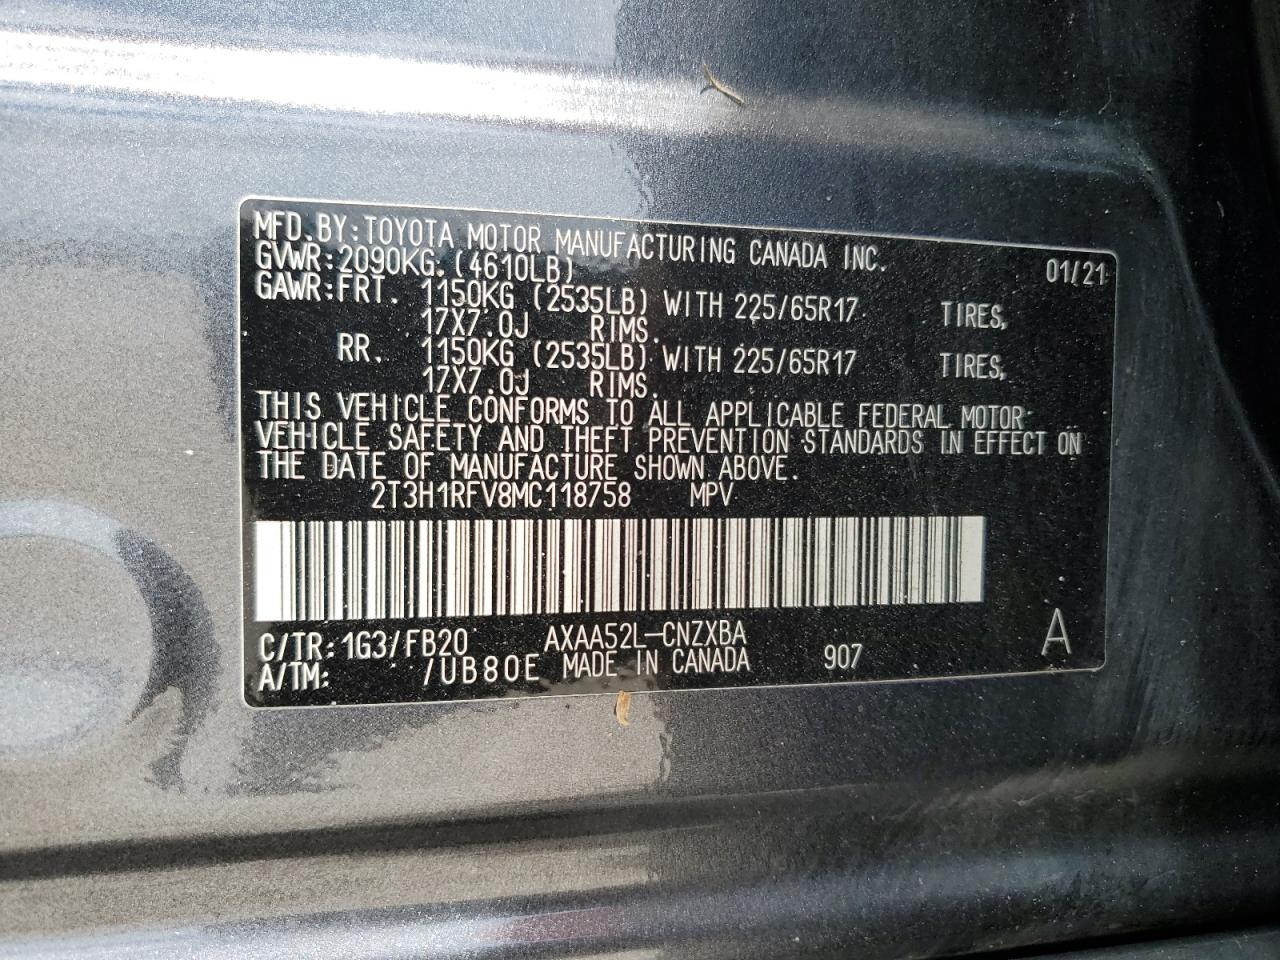 MFD.BY:TOYOTA MOTOR MANUFACTURING CANADA INC.
GVWR:2090KG.(4610LB) 01/21
GAWR:FRT. 1150KG (2535LB) WITH 225/65R17 TIRES,
17X7.0J RIMS.
RR. 1150KG (2535LB) WITH 225/65R17 TIRES,
17X7.0J RIMS.
THIS VEHICLE CONFORMS TO ALL APPLICABLE FEDERAL MOTOR
VEHICLE SAFETY AND THEFT PREVENTION STANDARDS IN EFFECT ON
THE DATE OF MANUFACTURE SHOWN ABOVE.
2T3H1RFV8MC118758 MPV
C/TR:1G3/FB20 AXAA52L-CNZXBA A
A/TM: /UB80E MADE IN CANADA 907